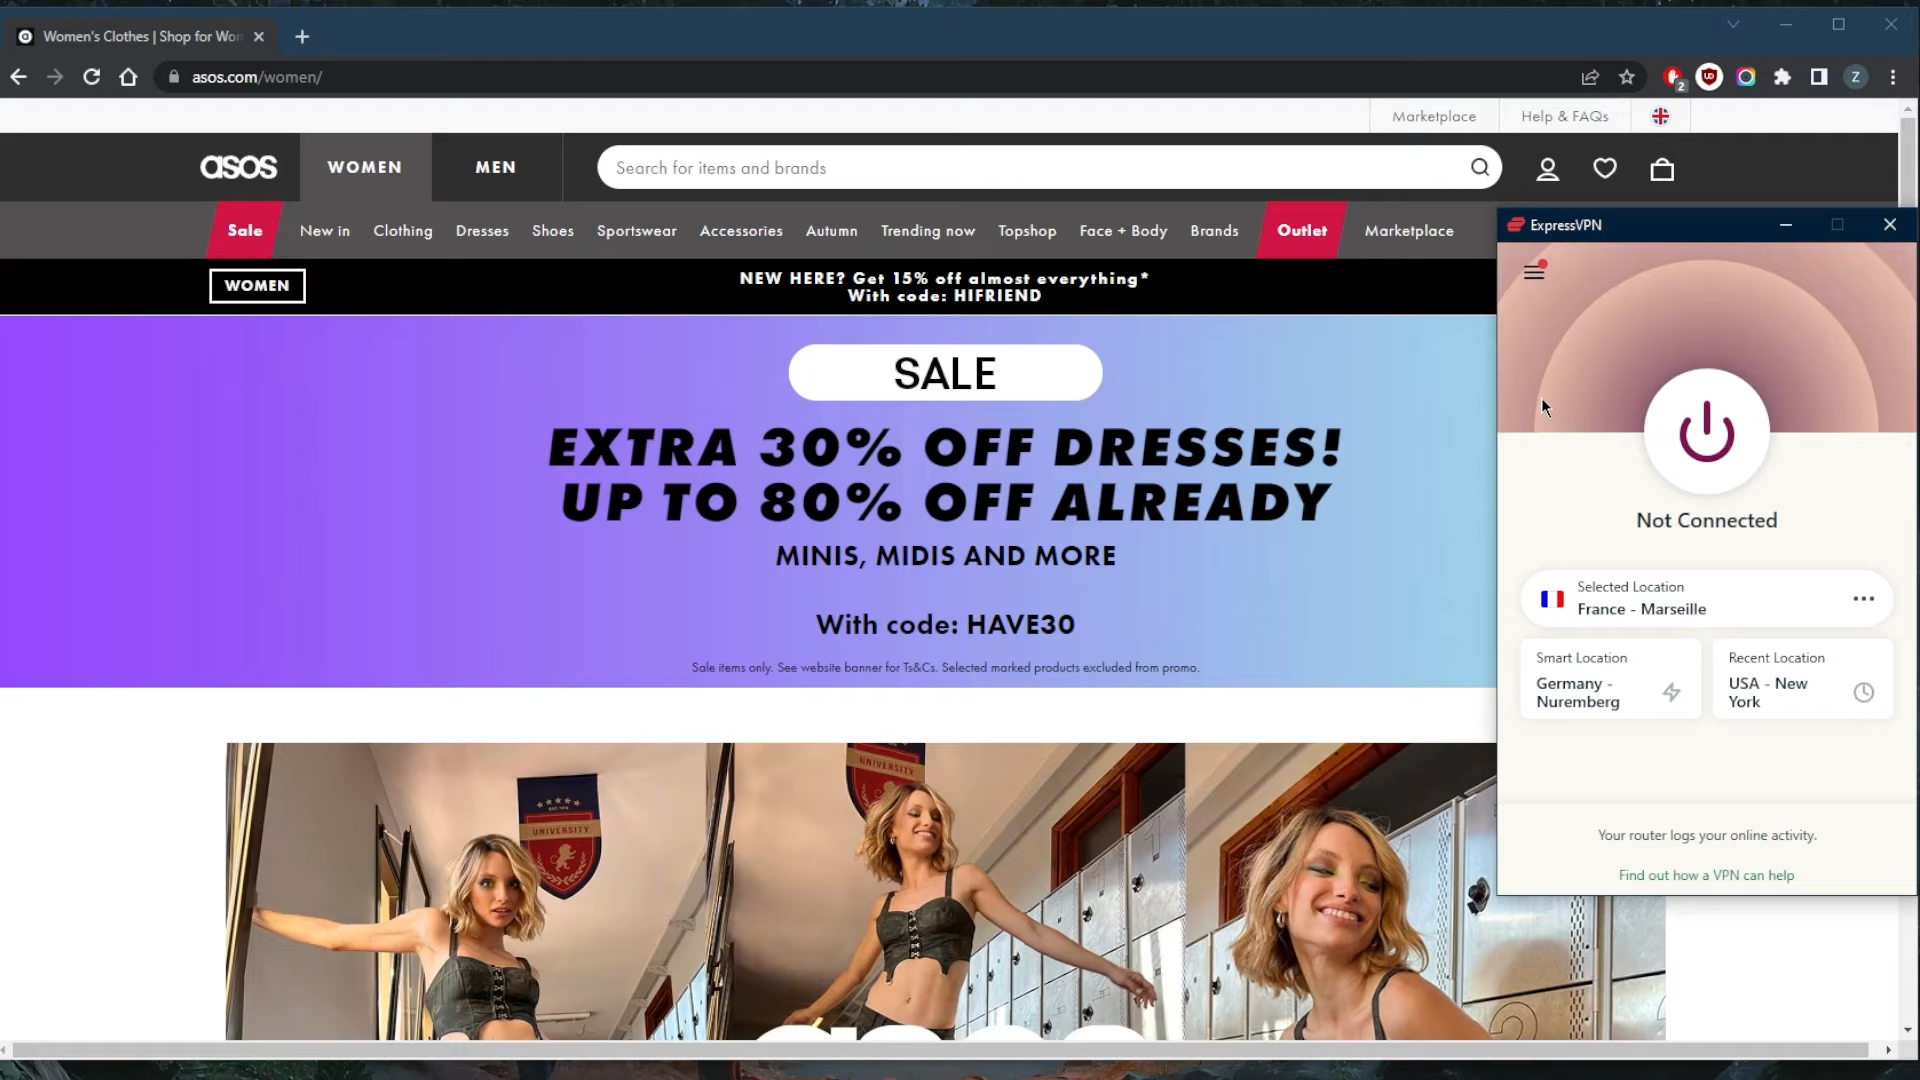 Women's Clothes | Shop for Wor
asos.com/women/
2
Z
Marketplace
Help & FAQs
asos
WOMEN
MEN
Search for items and brands
Sale
New in
Clothing
Dresses
Shoes
Sportswear
Accessories
Autumn
Trending now
Topshop
Face + Body
Brands
Outlet
Marketplace
WOMEN
NEW HERE? Get 15% off almost everything*
With code: HIFRIEND
SALE
EXTRA 30% OFF DRESSES!
UP TO 80% OFF ALREADY
MINIS, MIDIS AND MORE
With code: HAVE30
Sale items only. See website banner for Ts&Cs. Selected marked products excluded from promo.
ExpressVPN
Not Connected
Selected Location
France - Marseille
Smart Location
Germany -
Nuremberg
Recent Location
USA - New
York
Your router logs your online activity.
Find out how a VPN can help
UNIVERSITY
UNIVERSITY